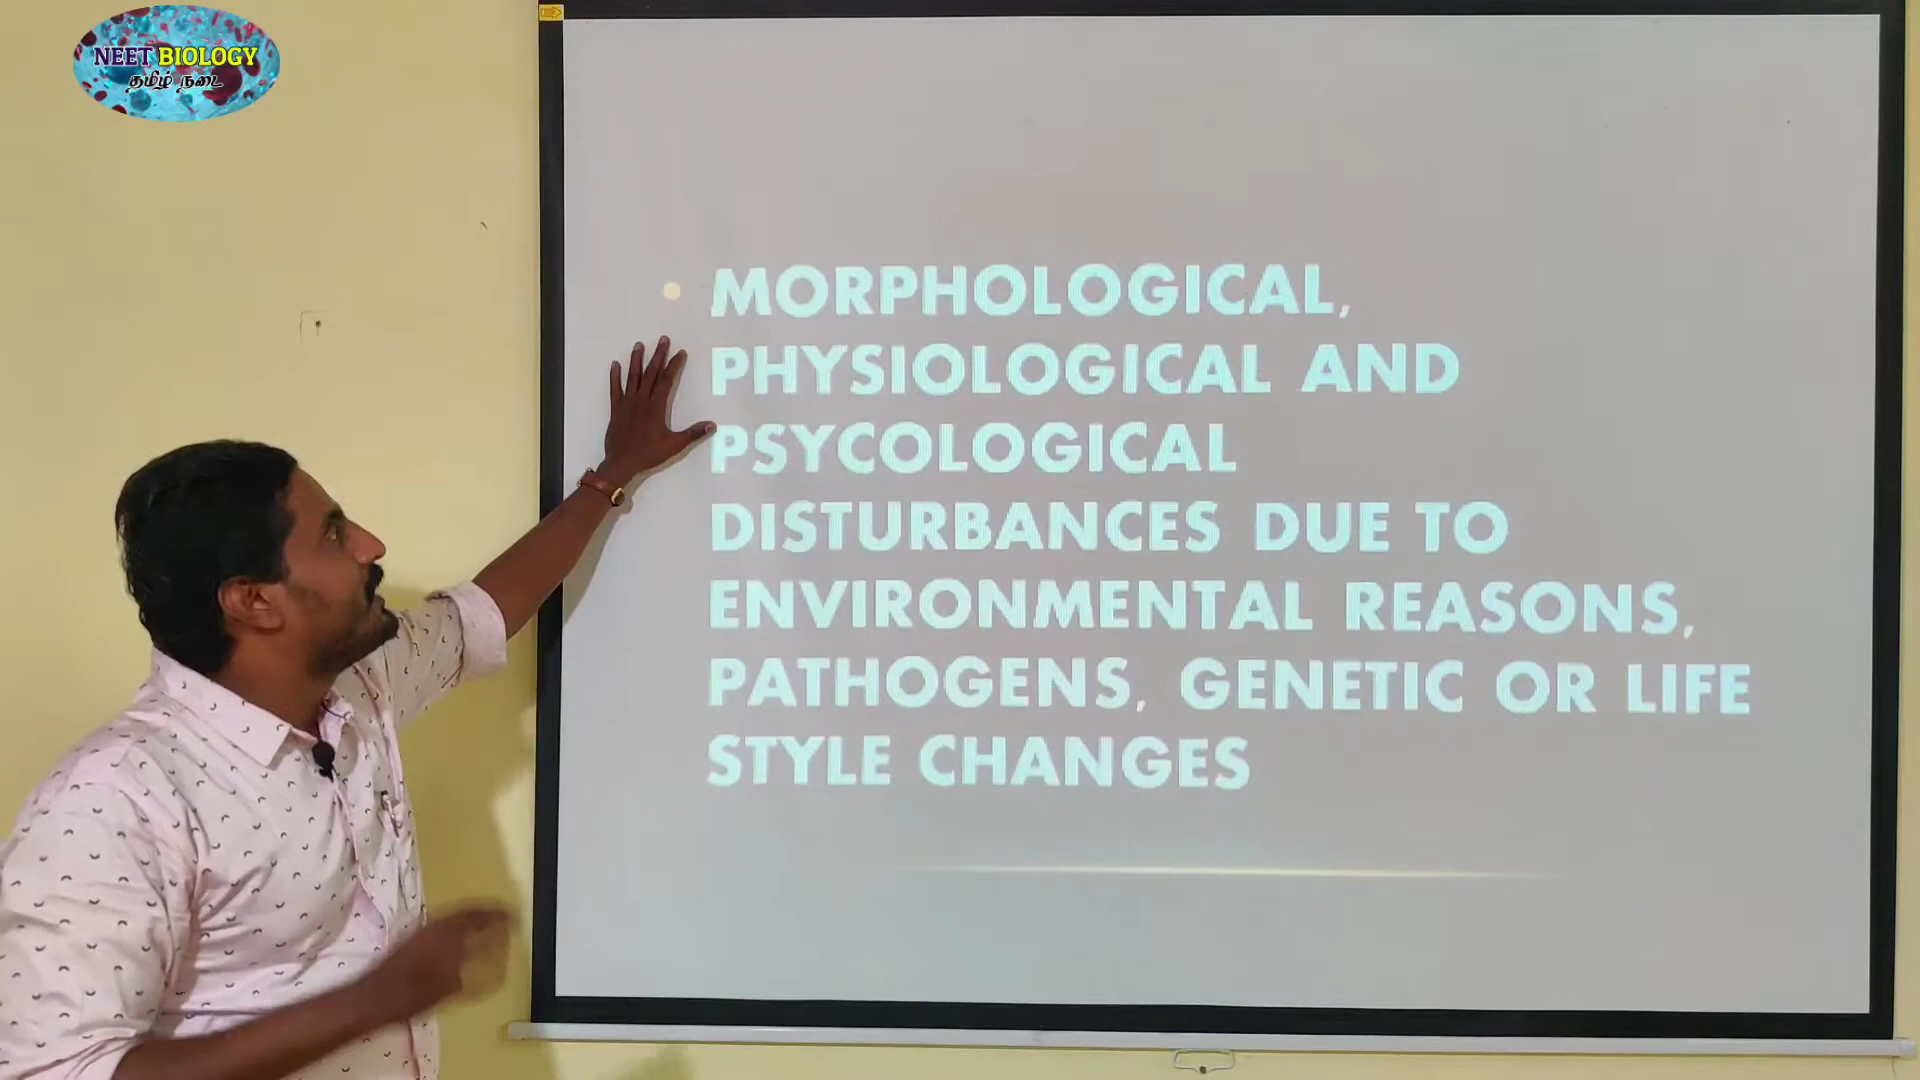 NEET BIOLOGY
தமிழ் நடை
• MORPHOLOGICAL,
PHYSIOLOGICAL AND
PSYCOLOGICAL
DISTURBANCES DUE TO
ENVIRONMENTAL REASONS,
PATHOGENS, GENETIC OR LIFE
STYLE CHANGES